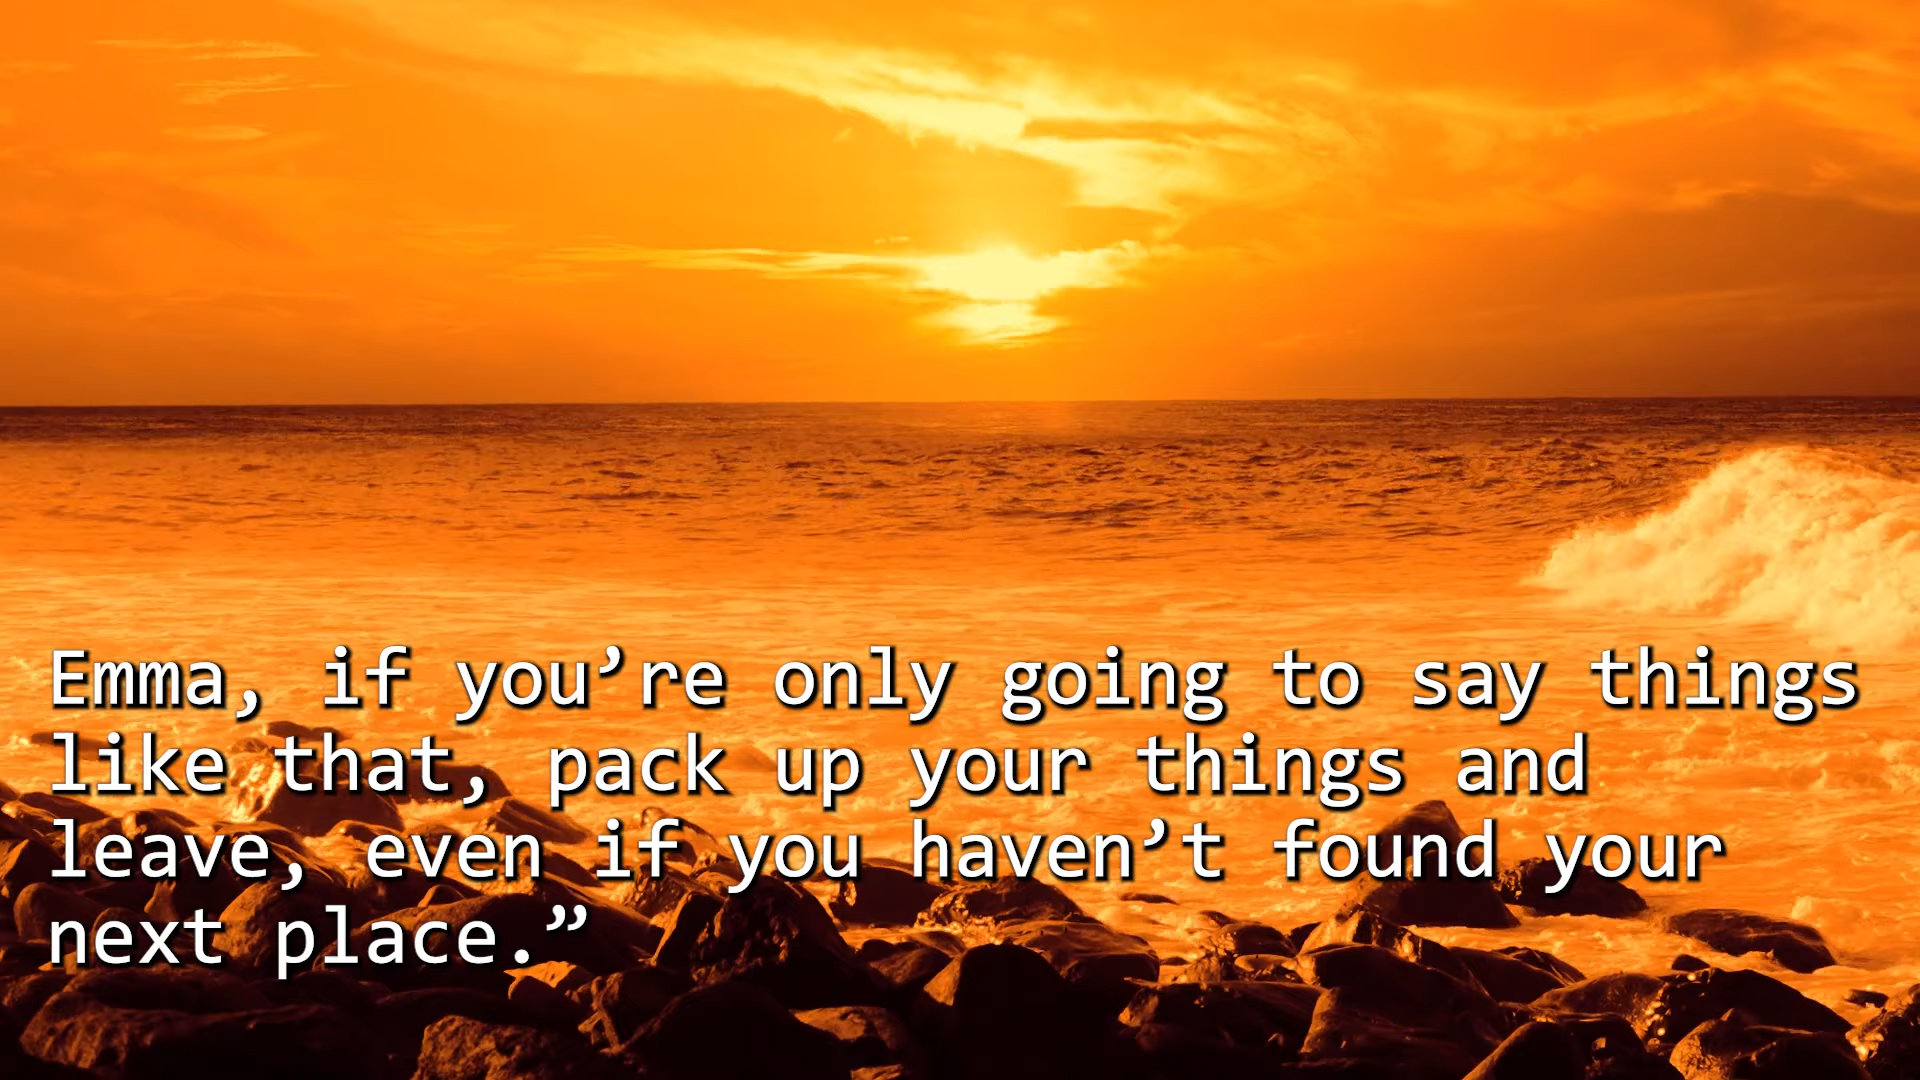 Emma, if you’re only going to say things
like that, pack up your things and
leave, even if you haven’t found your
next place.”